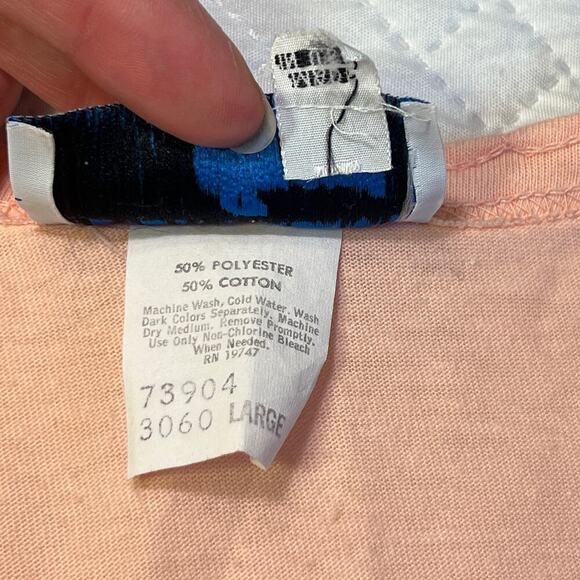 50% POLYESTER
50% COTTON
Machine Wash, Cold Water. Wash
Dark Colors Separately. Machine
Dry Medium. Remove Promptly.
Use Only Non-Chlorine Bleach
When Needed.
RN 19747
73904
3060 LARGE